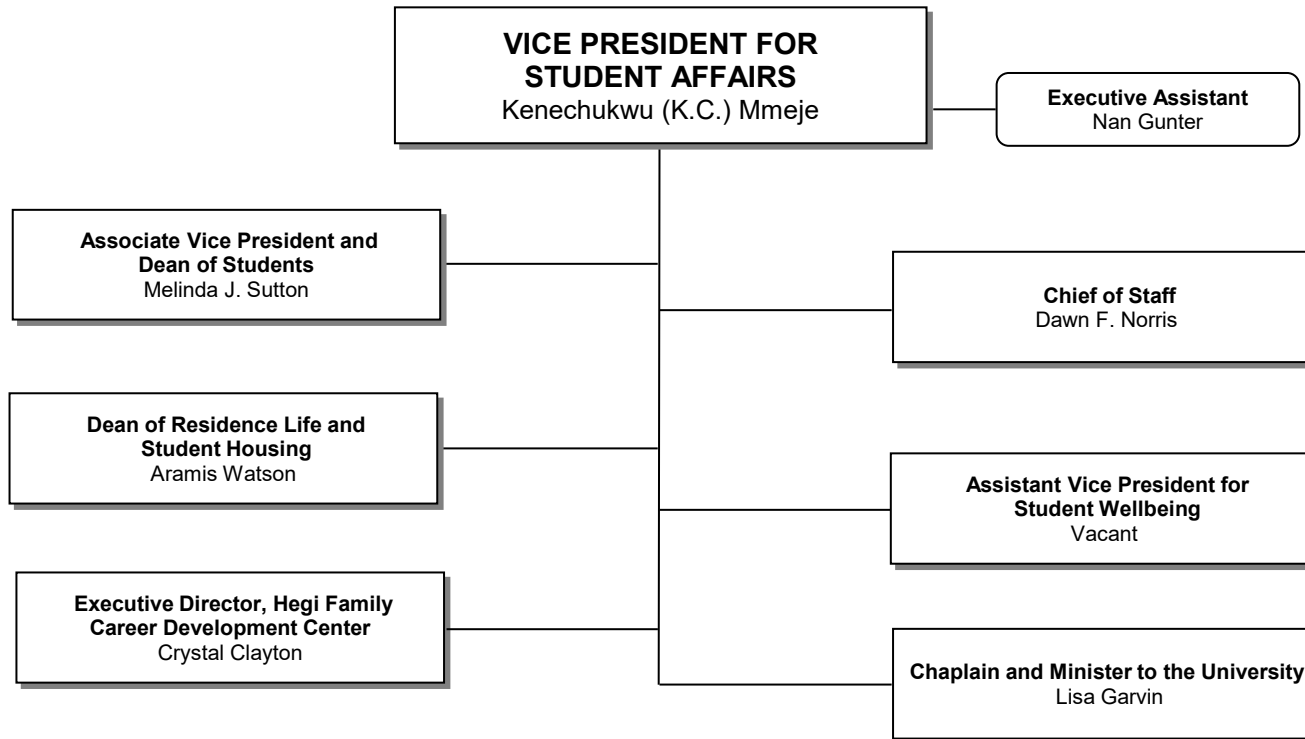 VICE PRESIDENT FOR
STUDENT AFFAIRS
Kenechukwu (K.C.) Mmeje
Executive Assistant
Nan Gunter
Associate Vice President and
Dean of Students
Melinda J. Sutton
Chief of Staff
Dawn F. Norris
Dean of Residence Life and
Student Housing
Aramis Watson
Assistant Vice President for
Student Wellbeing
Vacant
Executive Director, Hegi Family
Career Development Center
Crystal Clayton
Chaplain and Minister to the University
Lisa Garvin